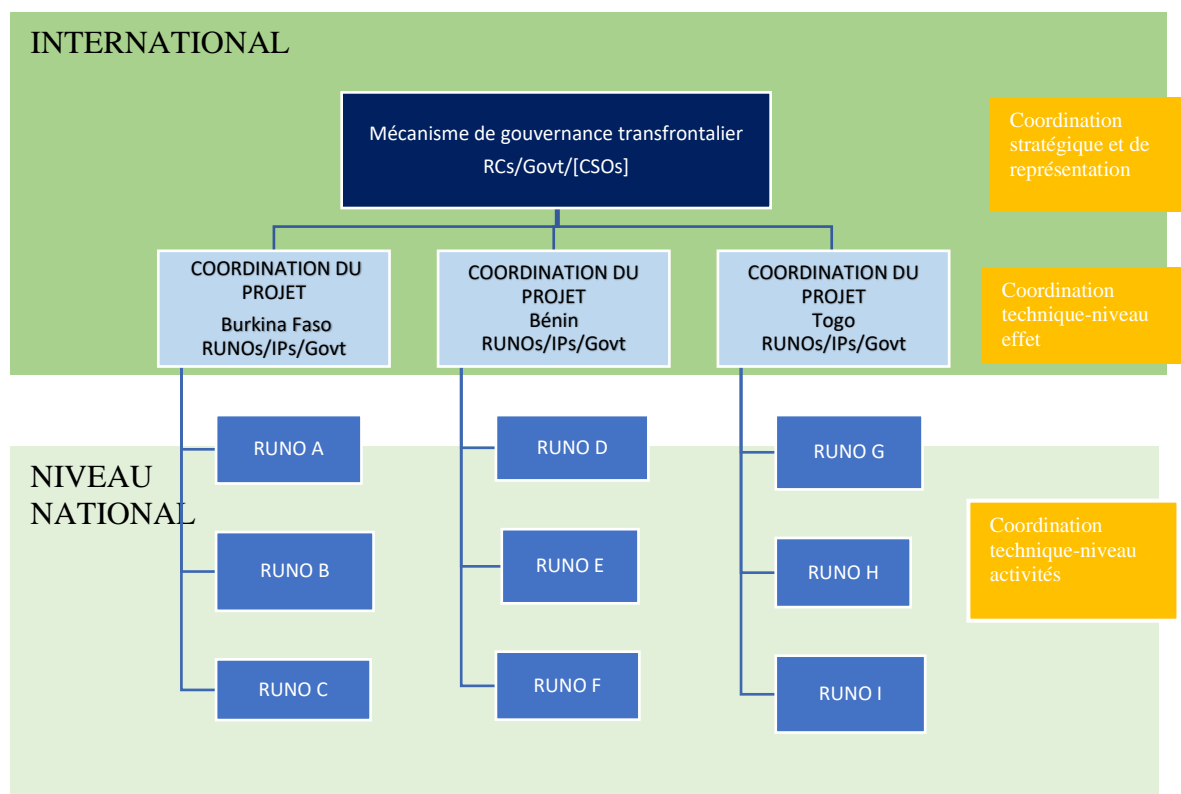 INTERNATIONAL
Mécanisme de gouvernance transfrontalier
RCs/Govt/[CSOs]
Coordination
stratégique et de
représentation
COORDINATION DU
PROJET
Burkina Faso
RUNOs/IPs/Govt
COORDINATION DU
PROJET
Bénin
RUNOs/IPs/Govt
COORDINATION DU
PROJET
Togo
RUNOs/IPs/Govt
Coordination
technique-niveau
effet
NIVEAU
NATIONAL
RUNO A
RUNO D
RUNO G
RUNO B
RUNO E
RUNO H
RUNO C
RUNO F
RUNO I
Coordination
technique-niveau
activités